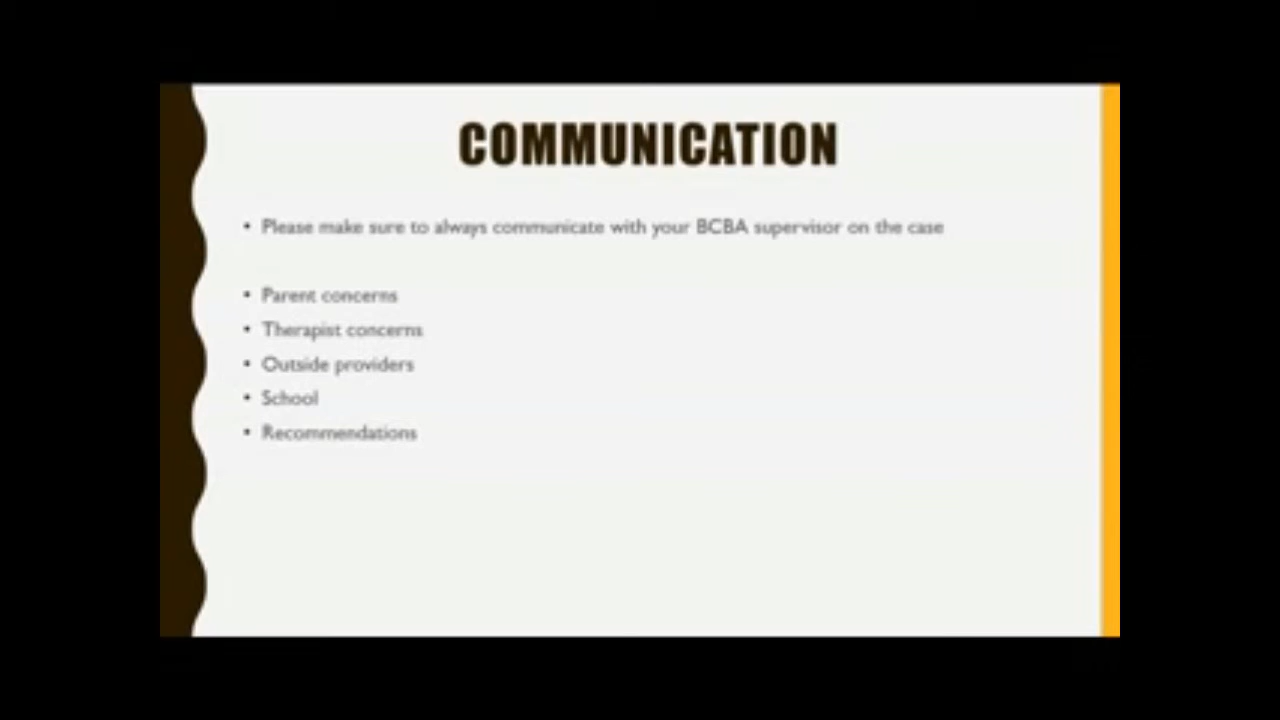 COMMUNICATION
• Please make sure to always communicate with your BCBA supervisor on the case
• Parent concerns
• Therapist concerns
• Outside providers
• School
• Recommendations